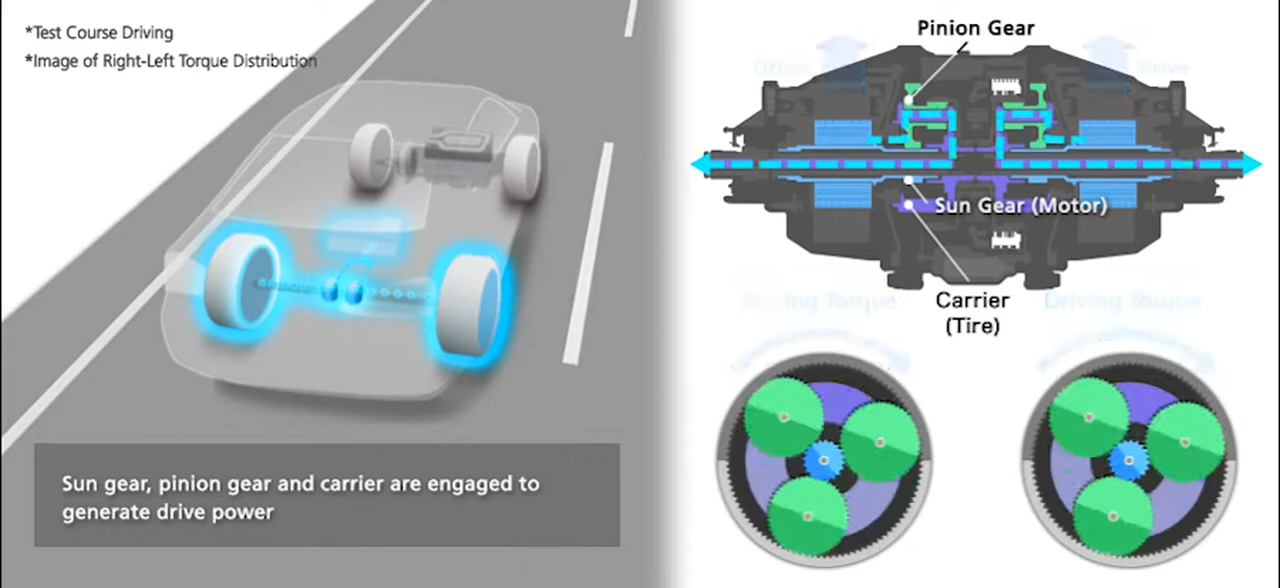 *Test Course Driving
*Image of Right-Left Torque Distribution
Sun gear, pinion gear and carrier are engaged to
generate drive power
Pinion Gear
Sun Gear (Motor)
Carrier
(Tire)
Driving Torque